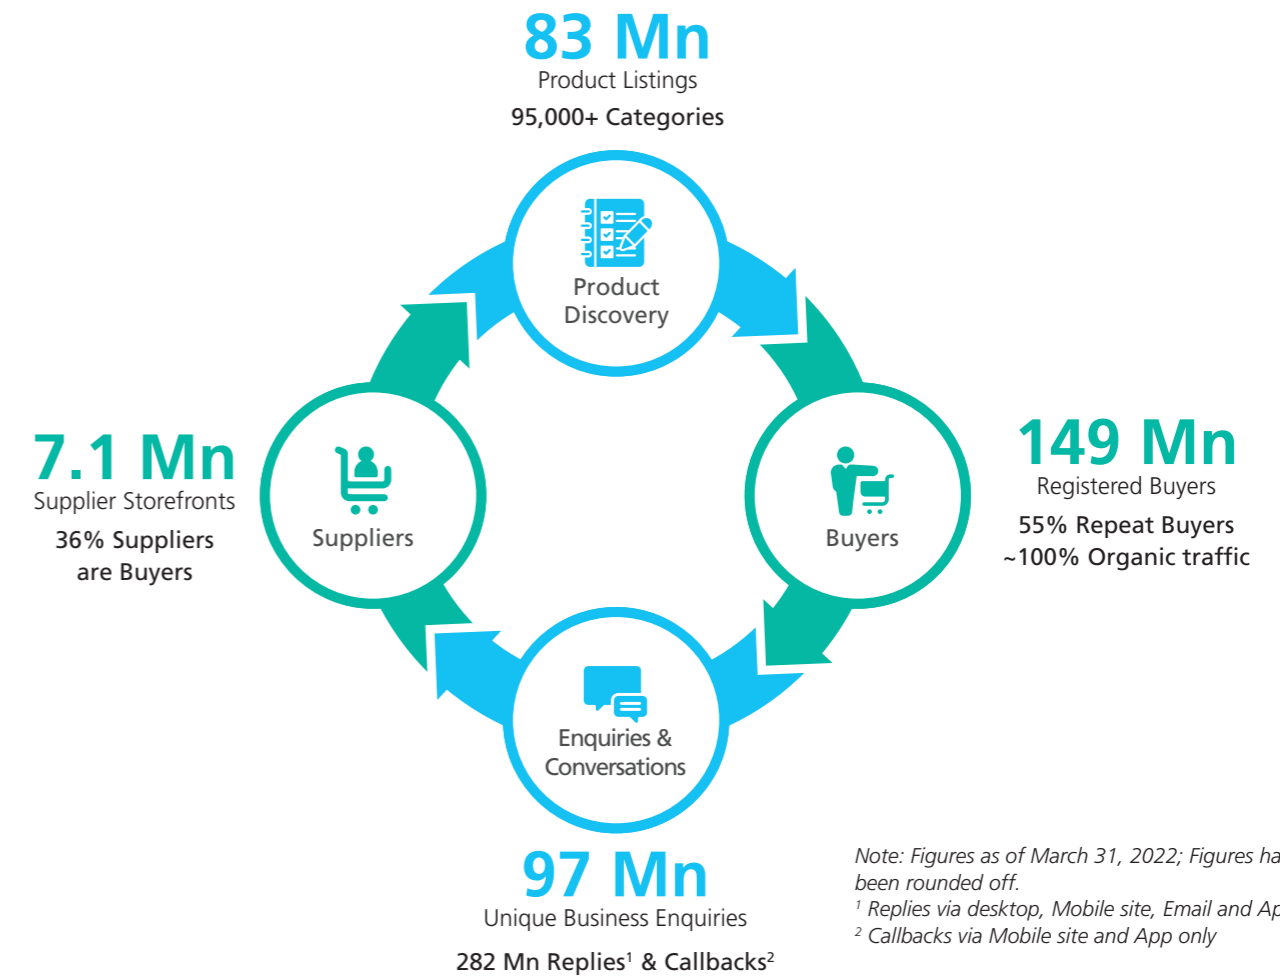 83 Mn
Product Listings
95,000+ Categories
Product
Discovery
7.1 Mn
Supplier Storefronts
36% Suppliers
are Buyers
Suppliers
Buyers
149 Mn
Registered Buyers
55% Repeat Buyers
~100% Organic traffic
Enquiries &
Conversations
97 Mn
Unique Business Enquiries
282 Mn Replies¹ & Callbacks²
Note: Figures as of March 31, 2022; Figures
been rounded off.
¹ Replies via desktop, Mobile site, Email and
² Callbacks via Mobile site and App only